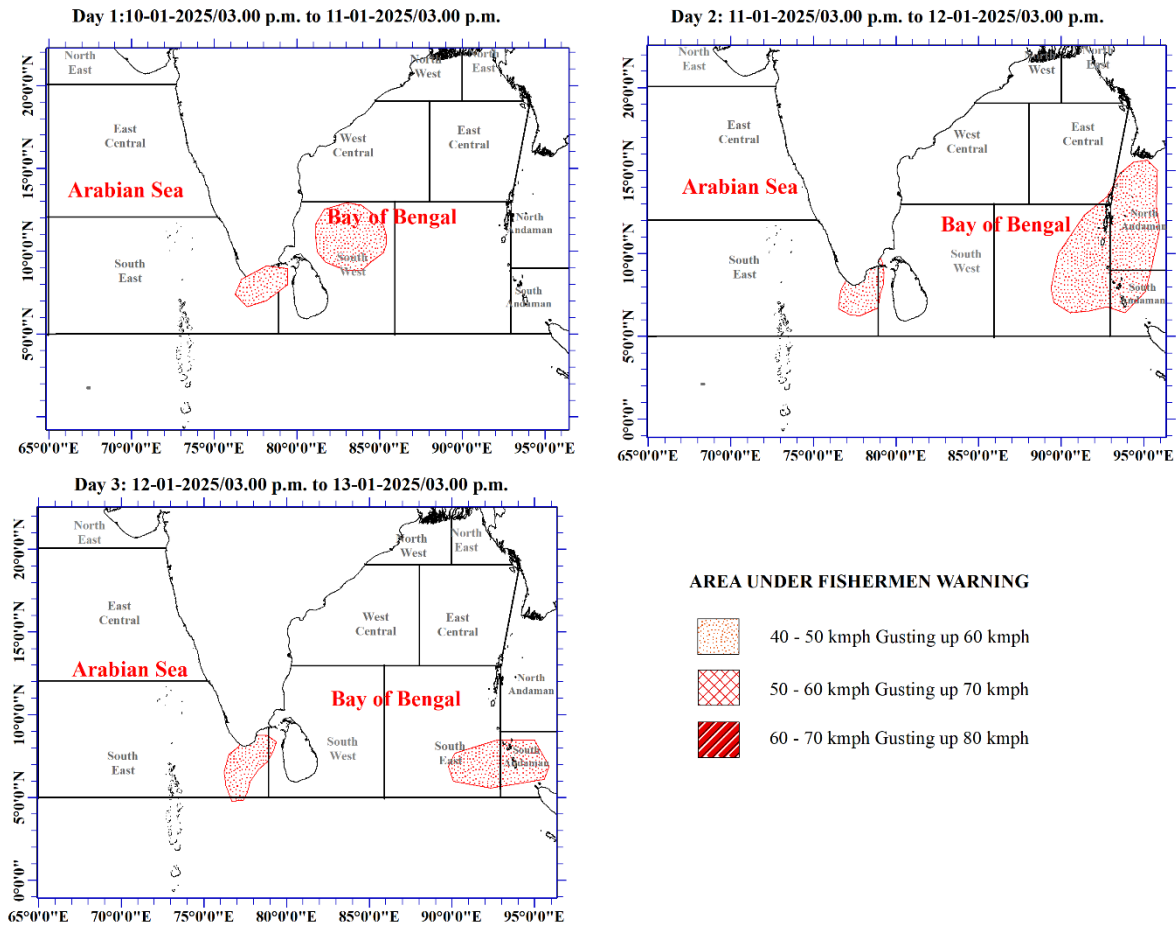 Day 1:10-01-2025/03.00 p.m. to 11-01-2025/03.00 p.m.
North
East
North
West
North
East
East
Central
West
Central
East
Central
Arabian Sea
Bay of Bengal
North
Andaman
South
East
South
West
South
Andaman
20°0'0"N
15°0'0"N
10°0'0"N
5°0'0"N
65°0'0"E
70°0'0"E
75°0'0"E
80°0'0"E
85°0'0"E
90°0'0"E
95°0'0"E
Day 2: 11-01-2025/03.00 p.m. to 12-01-2025/03.00 p.m.
North
East
West
North
East
East
Central
West
Central
East
Central
Arabian Sea
Bay of Bengal
North
Andaman
South
East
South
West
South
Andaman
20°0'0"N
15°0'0"N
10°0'0"N
5°0'0"N
0°0'0"
65°0'0"E
70°0'0"E
75°0'0"E
80°0'0"E
85°0'0"E
90°0'0"E
95°0'0"E
Day 3: 12-01-2025/03.00 p.m. to 13-01-2025/03.00 p.m.
North
East
North
West
North
East
East
Central
West
Central
East
Central
Arabian Sea
Bay of Bengal
North
Andaman
South
East
South
West
South
East
South
Andaman
20°0'0"N
15°0'0"N
10°0'0"N
5°0'0"N
0°0'0"
65°0'0"E
70°0'0"E
75°0'0"E
80°0'0"E
85°0'0"E
90°0'0"E
95°0'0"E
AREA UNDER FISHERMEN WARNING
40 - 50 kmph Gusting up 60 kmph
50 - 60 kmph Gusting up 70 kmph
60 - 70 kmph Gusting up 80 kmph